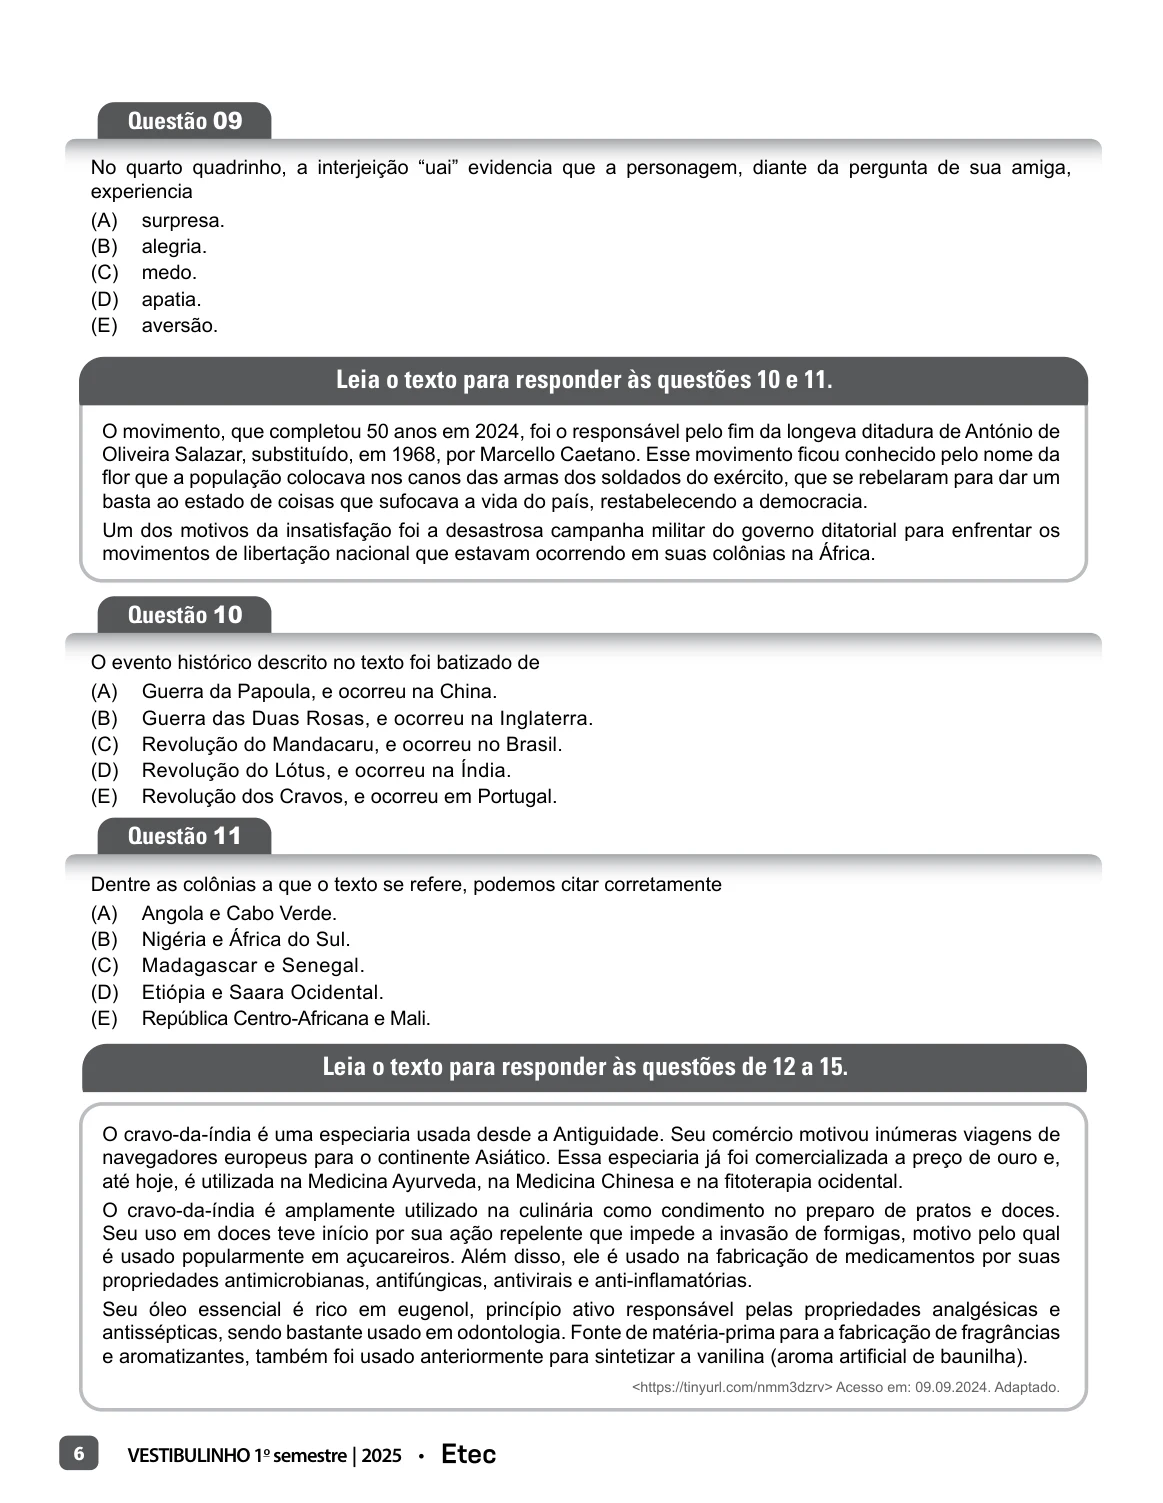 Questão 09
No quarto quadrinho, a interjeição “uai” evidencia que a personagem, diante da pergunta de sua amiga,
experiencia
(A) surpresa.
(B) alegria.
(C) medo.
(D) apatia.
(E) aversão.
Leia o texto para responder às questões 10 e 11.
O movimento, que completou 50 anos em 2024, foi o responsável pelo fim da longeva ditadura de António de
Oliveira Salazar, substituído, em 1968, por Marcello Caetano. Esse movimento ficou conhecido pelo nome da
flor que a população colocava nos canos das armas dos soldados do exército, que se rebelaram para dar um
basta ao estado de coisas que sufocava a vida do país, restabelecendo a democracia.
Um dos motivos da insatisfação foi a desastrosa campanha militar do governo ditatorial para enfrentar os
movimentos de libertação nacional que estavam ocorrendo em suas colônias na África.
Questão 10
O evento histórico descrito no texto foi batizado de
(A) Guerra da Papoula, e ocorreu na China.
(B) Guerra das Duas Rosas, e ocorreu na Inglaterra.
(C) Revolução do Mandacaru, e ocorreu no Brasil.
(D) Revolução do Lótus, e ocorreu na Índia.
(E) Revolução dos Cravos, e ocorreu em Portugal.
Questão 11
Dentre as colônias a que o texto se refere, podemos citar corretamente
(A) Angola e Cabo Verde.
(B) Nigéria e África do Sul.
(C) Madagascar e Senegal.
(D) Etiópia e Saara Ocidental.
(E) República Centro-Africana e Mali.
Leia o texto para responder às questões de 12 a 15.
O cravo-da-índia é uma especiaria usada desde a Antiguidade. Seu comércio motivou inúmeras viagens de
navegadores europeus para o continente Asiático. Essa especiaria já foi comercializada a preço de ouro e,
até hoje, é utilizada na Medicina Ayurveda, na Medicina Chinesa e na fitoterapia ocidental.
O cravo-da-índia é amplamente utilizado na culinária como condimento no preparo de pratos e doces.
Seu uso em doces teve início por sua ação repelente que impede a invasão de formigas, motivo pelo qual
é usado popularmente em açucareiros. Além disso, ele é usado na fabricação de medicamentos por suas
propriedades antimicrobianas, antifúngicas, antivirais e anti-inflamatórias.
Seu óleo essencial é rico em eugenol, princípio ativo responsável pelas propriedades analgésicas e
antissépticas, sendo bastante usado em odontologia. Fonte de matéria-prima para a fabricação de fragrâncias
e aromatizantes, também foi usado anteriormente para sintetizar a vanilina (aroma artificial de baunilha).
<https://tinyurl.com/nmm3dzrv> Acesso em: 09.09.2024. Adaptado.
6 VESTIBULINHO 1º semestre | 2025 • Etec